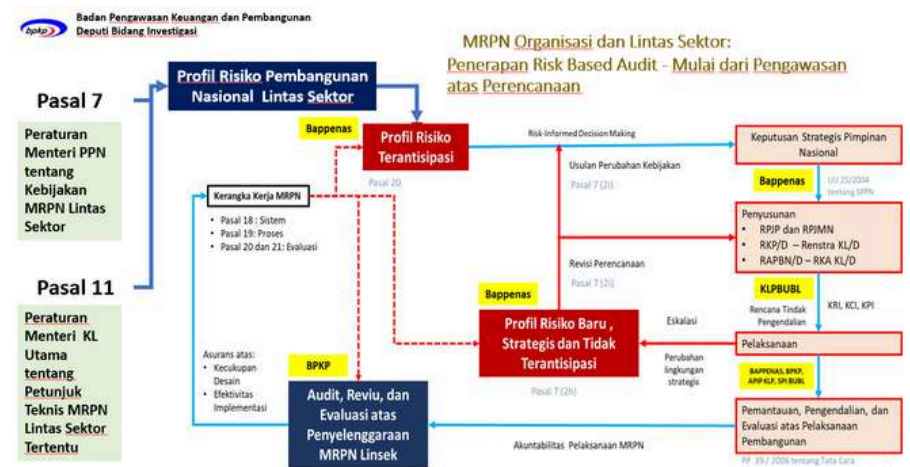 bpkp
Badan Pengawasan Keuangan dan Pembangunan
Deputi Bidang Investigasi
MRPN Organisasi dan Lintas Sektor:
Penerapan Risk Based Audit - Mulai dari Pengawasan
atas Perencanaan
Pasal 7
Peraturan
Menteri PPN
tentang
Kebijakan
MRPN Lintas
Sektor
Pasal 11
Peraturan
Menteri KL
Utama
tentang
Petunjuk
Teknis MRPN
Lintas Sektor
Tertentu
Profil Risiko Pembangunan
Nasional Lintas Sektor
Bappenas
Profil Risiko
Terantisipasi
Pasal 20
Kerangka Kerja MRPN
• Pasal 18 : Sistem
• Pasal 19: Proses
• Pasal 20 dan 21: Evaluasi
Risk-Informed Decision Making
Usulan Perubahan Kebijakan
Pasal 7 (2i)
Revisi Perencanaan
Pasal 7 (2i)
Keputusan Strategis Pimpinan
Nasional
Bappenas
UU 25/2004
tentang SPPN
Penyusunan
• RPJP dan RPJMN
• RKP/D – Renstra KL/D
• RAPBN/D – RKA KL/D
KLPBUBL
Rencana Tindak
Pengendalian
KRI, KCI, KPI
Bappenas
Profil Risiko Baru ,
Strategis dan Tidak
Terantisipasi
Pasal 7 (2h)
Eskalasi
Perubahan
lingkungan
strategis
Pelaksanaan
BAPPENAS, BPKP,
APIP KLP, SPI BUBL
Pemantauan, Pengendalian, dan
Evaluasi atas Pelaksanaan
Pembangunan
PP 39 / 2006 tentang Tata Cara
Asurans atas:
• Kecukupan
Desain
• Efektivitas
Implementasi
BPKP
Audit, Reviu, dan
Evaluasi atas
Penyelenggaraan
MRPN Linsek
Akuntabilitas Pelaksanaan MRPN